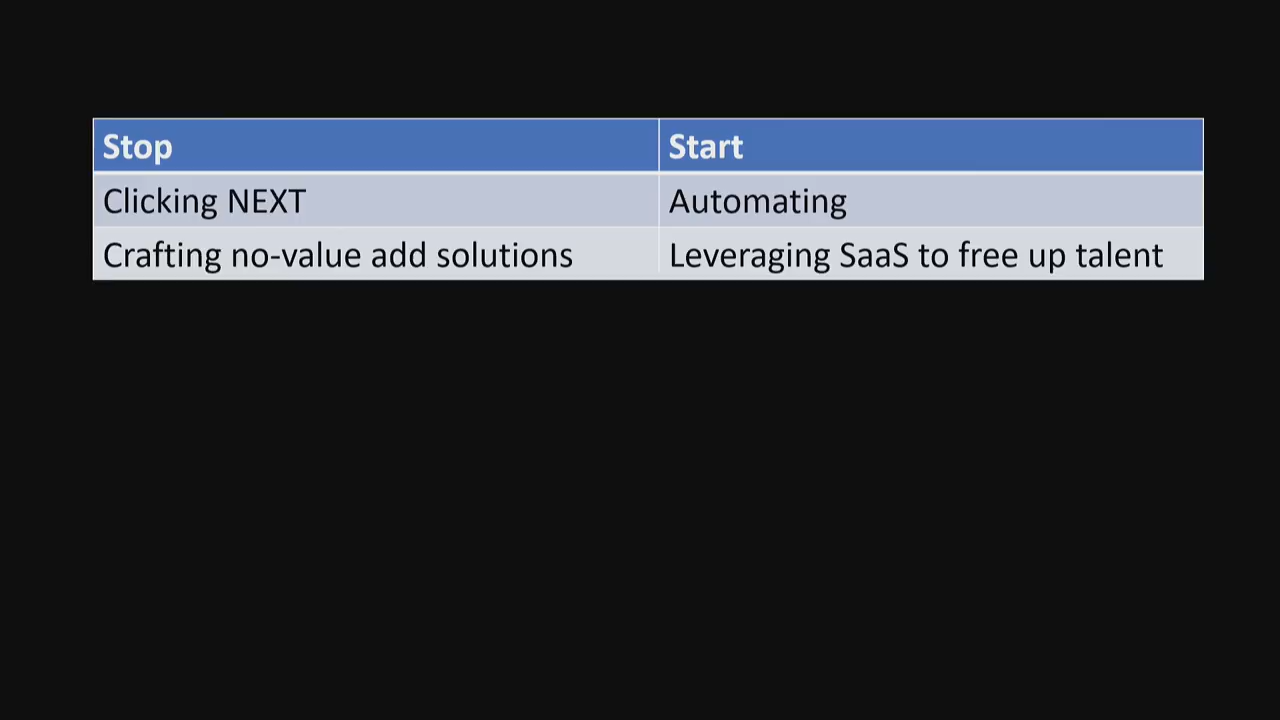 Stop Start
Clicking NEXT Automating
Crafting no-value add solutions Leveraging SaaS to free up talent